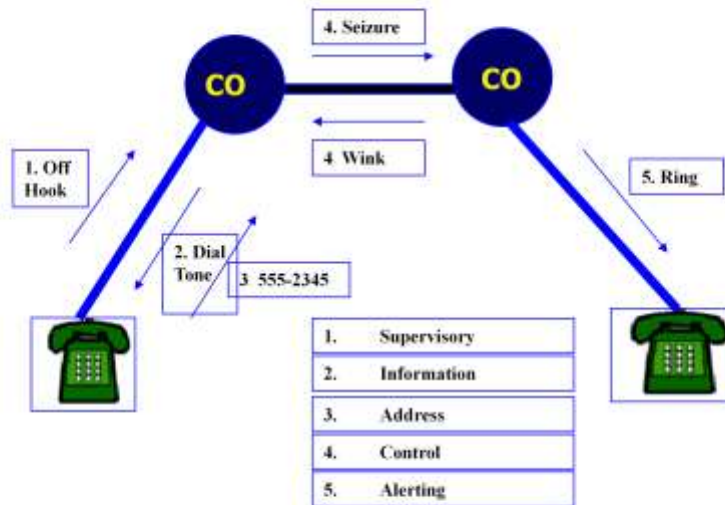 4. Seizure
CO
CO
4 Wink
1. Off
Hook
5. Ring
2. Dial
Tone
3 555-2345
1. Supervisory
2. Information
3. Address
4. Control
5. Alerting